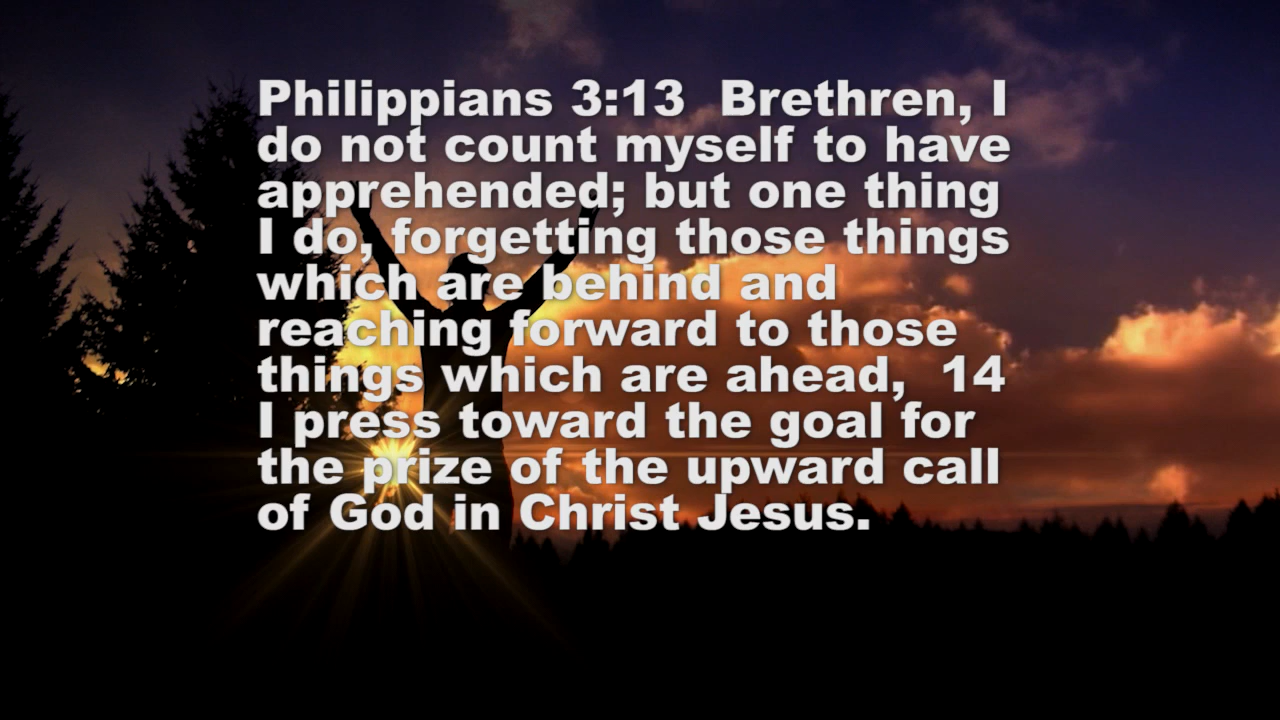 Philippians 3:13  Brethren, I
do not count myself to have
apprehended; but one thing
I do, forgetting those things
which are behind and
reaching forward to those
things which are ahead,  14
I press toward the goal for
the prize of the upward call
of God in Christ Jesus.